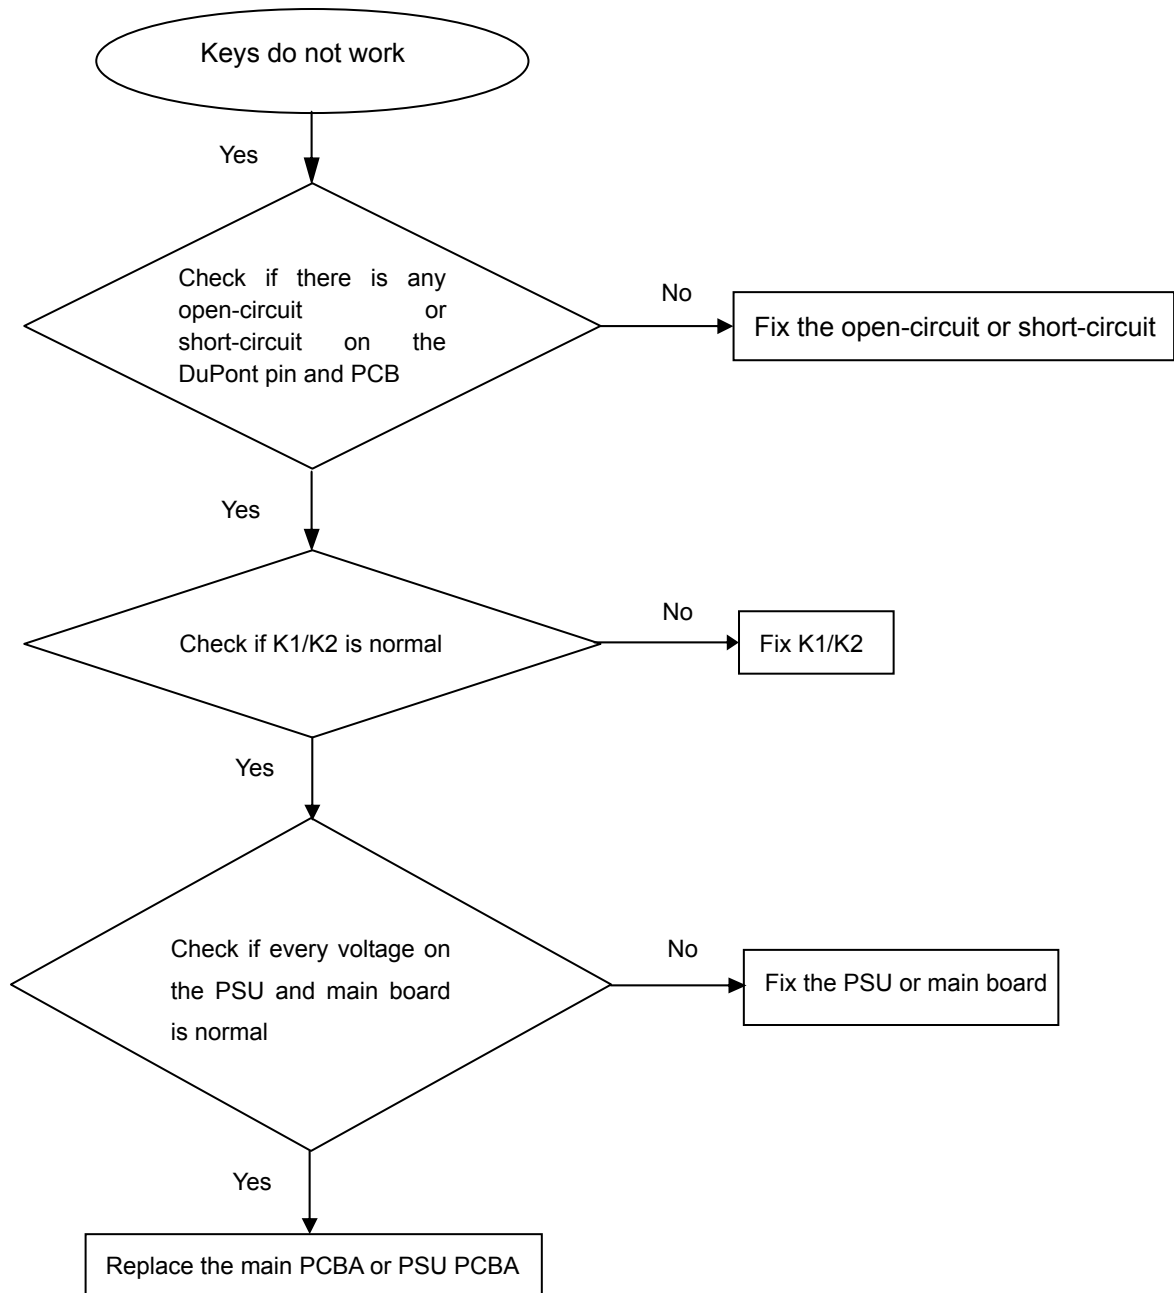 Keys do not work
Yes
Check if there is any
open-circuit or
short-circuit on the
DuPont pin and PCB
No
Fix the open-circuit or short-circuit
Yes
Check if K1/K2 is normal
No
Fix K1/K2
Yes
Check if every voltage on
the PSU and main board
is normal
No
Fix the PSU or main board
Yes
Replace the main PCBA or PSU PCBA